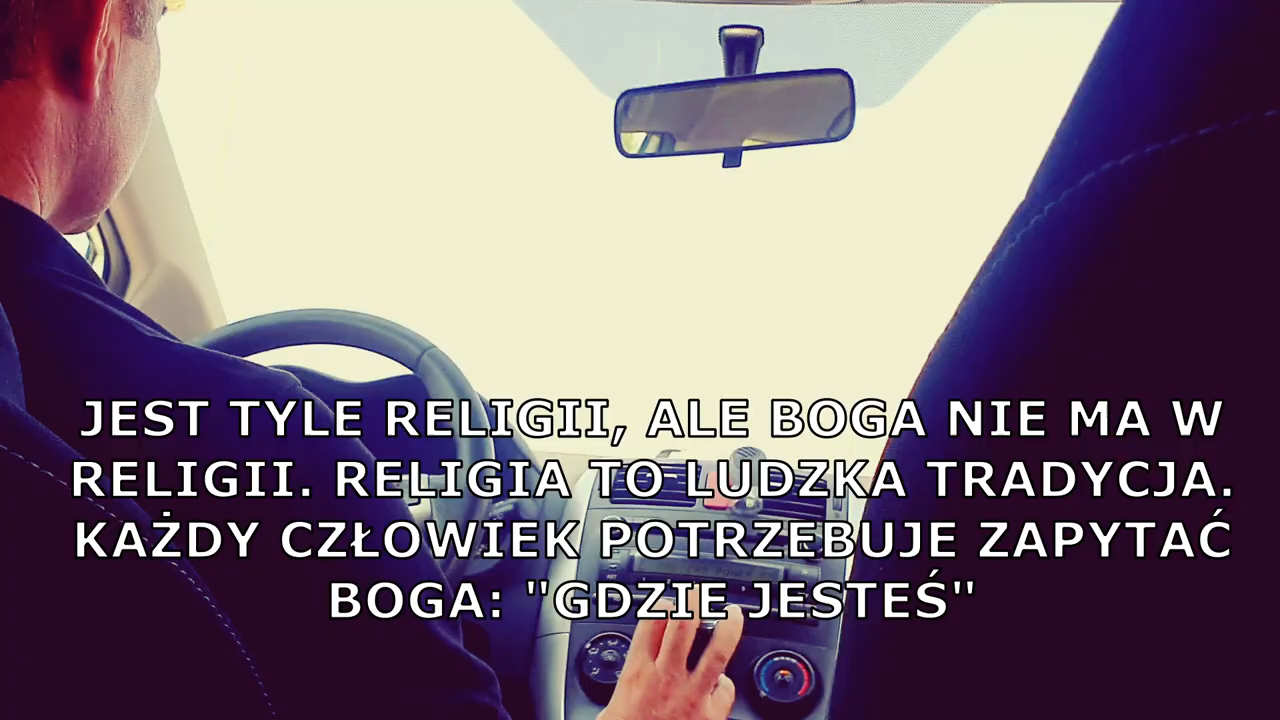 JEST TYLE RELIGII, ALE BOGA NIE MA W
RELIGII. RELIGIA TO LUDZKA TRADYCJA.
KAŻDY CZŁOWIEK POTRZEBUJE ZAPYTAĆ
BOGA: "GDZIE JESTEŚ"